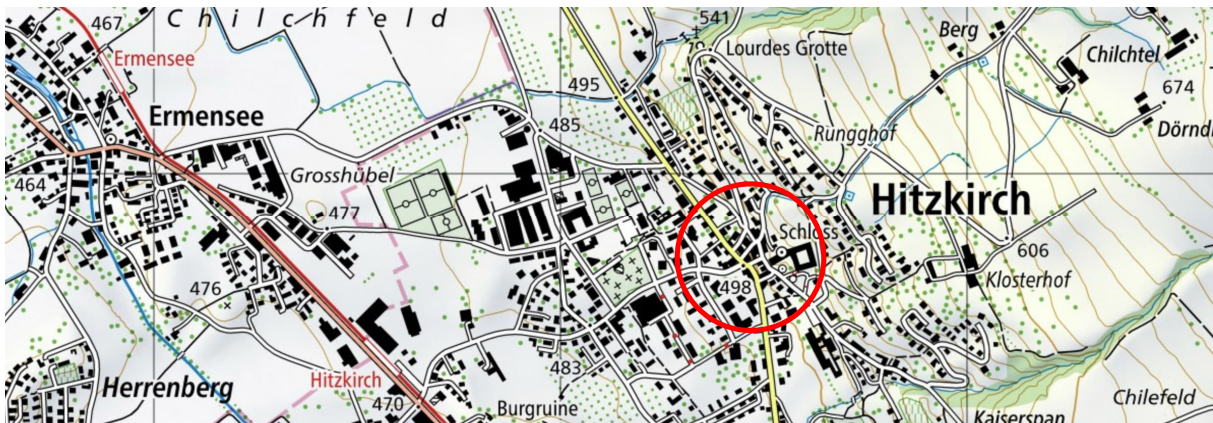 Chilchfeld
467
541
Berg
Ermensee
Lourdes Grotte
Chilchtel
495
674
Ermensee
485
Dörndl
Rungghof
Grosshübel
464
Hitzkirch
477
Schloss
606
476
498
Klosterhof
483
Hitzkirch
Herrenberg
470
Burgruine
Chilefeld
Kaiserspan